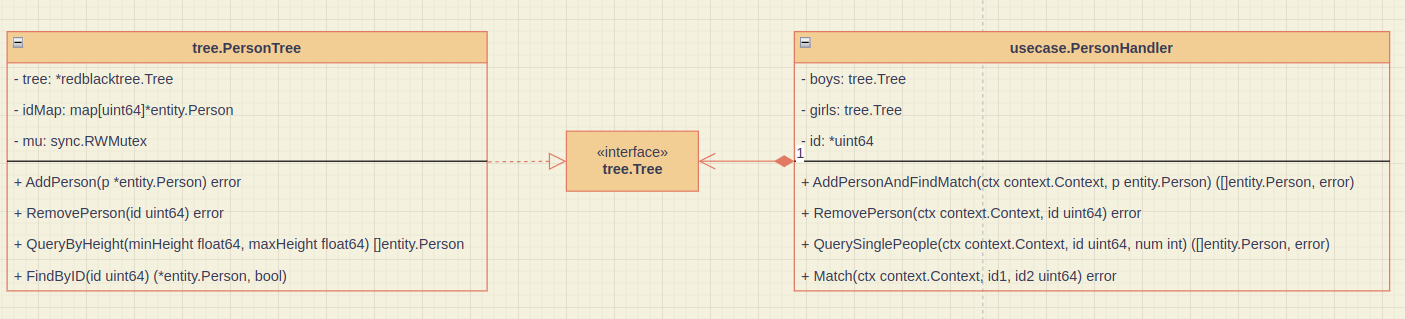 tree.PersonTree
- tree: *redblacktree.Tree
- idMap: map[uint64]*entity.Person
- mu: sync.RWMutex
+ AddPerson(p *entity.Person) error
+ RemovePerson(id uint64) error
+ QueryByHeight(minHeight float64, maxHeight float64) []entity.Person
+ FindByID(id uint64) (*entity.Person, bool)
«interface»
tree.Tree
usecase.PersonHandler
- boys: tree.Tree
- girls: tree.Tree
- id: *uint64
1
+ AddPersonAndFindMatch(ctx context.Context, p entity.Person) ([]entity.Person, error)
+ RemovePerson(ctx context.Context, id uint64) error
+ QuerySinglePeople(ctx context.Context, id uint64, num int) ([]entity.Person, error)
+ Match(ctx context.Context, id1, id2 uint64) error